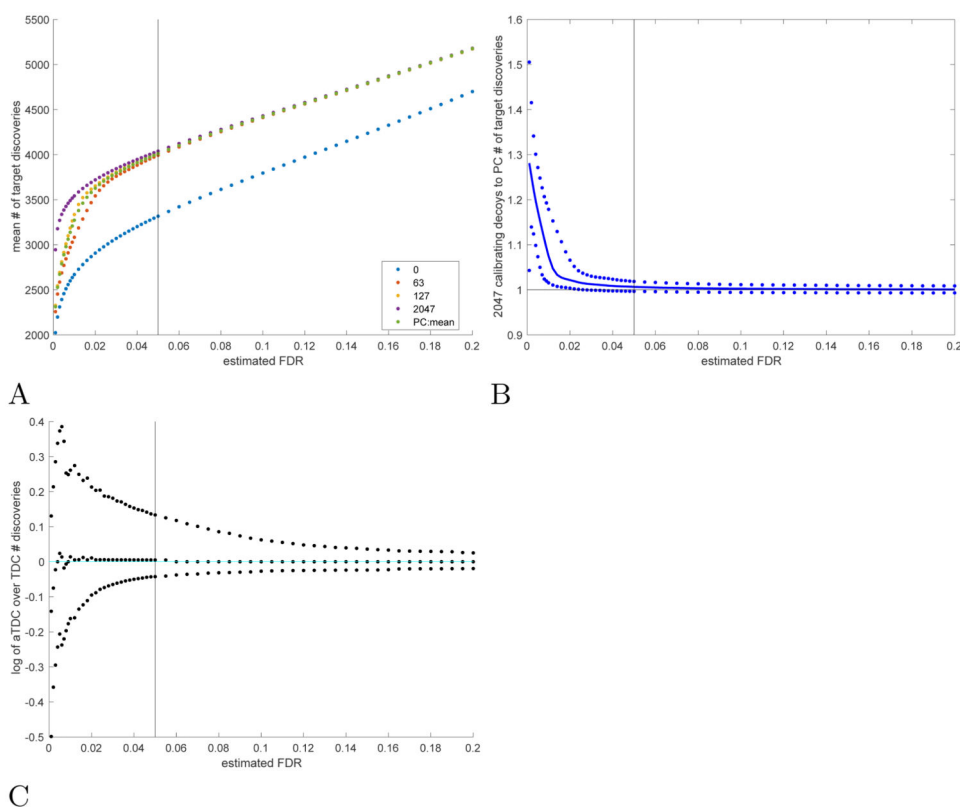 5500
5000
4500
4000
3500
3000
2500
2000
mean # of target discoveries
0
63
127
2047
PC:mean
0 0.02 0.04 0.06 0.08 0.1 0.12 0.14 0.16 0.18 0.2
estimated FDR
A
1.6
1.5
1.4
1.3
1.2
1.1
1
0.9
2047 calibrating decoys to PC # of target discoveries
0 0.02 0.04 0.06 0.08 0.1 0.12 0.14 0.16 0.18 0.2
estimated FDR
B
0.4
0.3
0.2
0.1
0
-0.1
-0.2
-0.3
-0.4
-0.5
log of aTDC over TDC # discoveries
0 0.02 0.04 0.06 0.08 0.1 0.12 0.14 0.16 0.18 0.2
estimated FDR
C